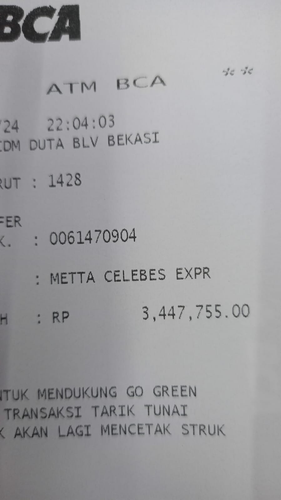 BCA
ATM BCA
**
/24 22:04:03
CDM DUTA BLV BEKASI
RUT : 1428
FER
K. : 0061470904
: METTA CELEBES EXPR
H : RP 3,447,755.00
NTUK MENDUKUNG GO GREEN
TRANSAKSI TARIK TUNAI
K AKAN LAGI MENCETAK STRUK